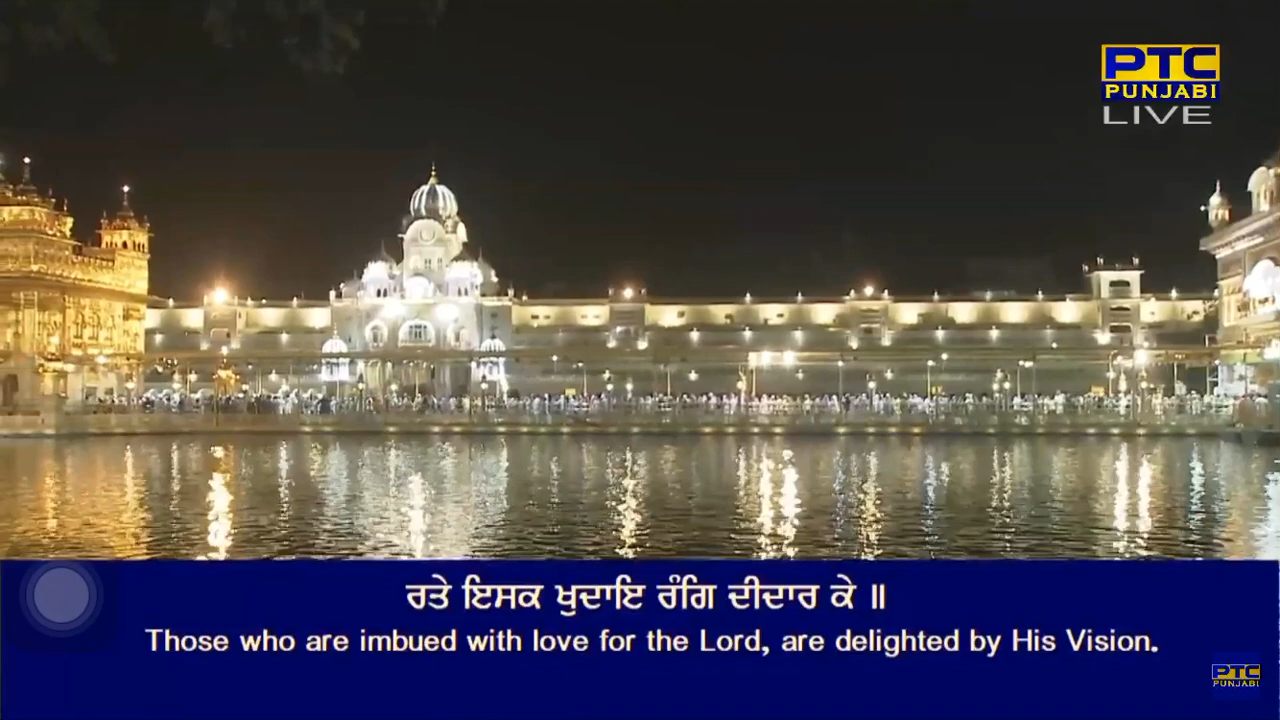 PTC
PUNJABI
LIVE
ਰਤੇ ਇਸਕ ਖੁਦਾਇ ਰੰਗਿ ਦੀਦਾਰ ਕੇ ॥
Those who are imbued with love for the Lord, are delighted by His Vision.
PTC
PUNJABI